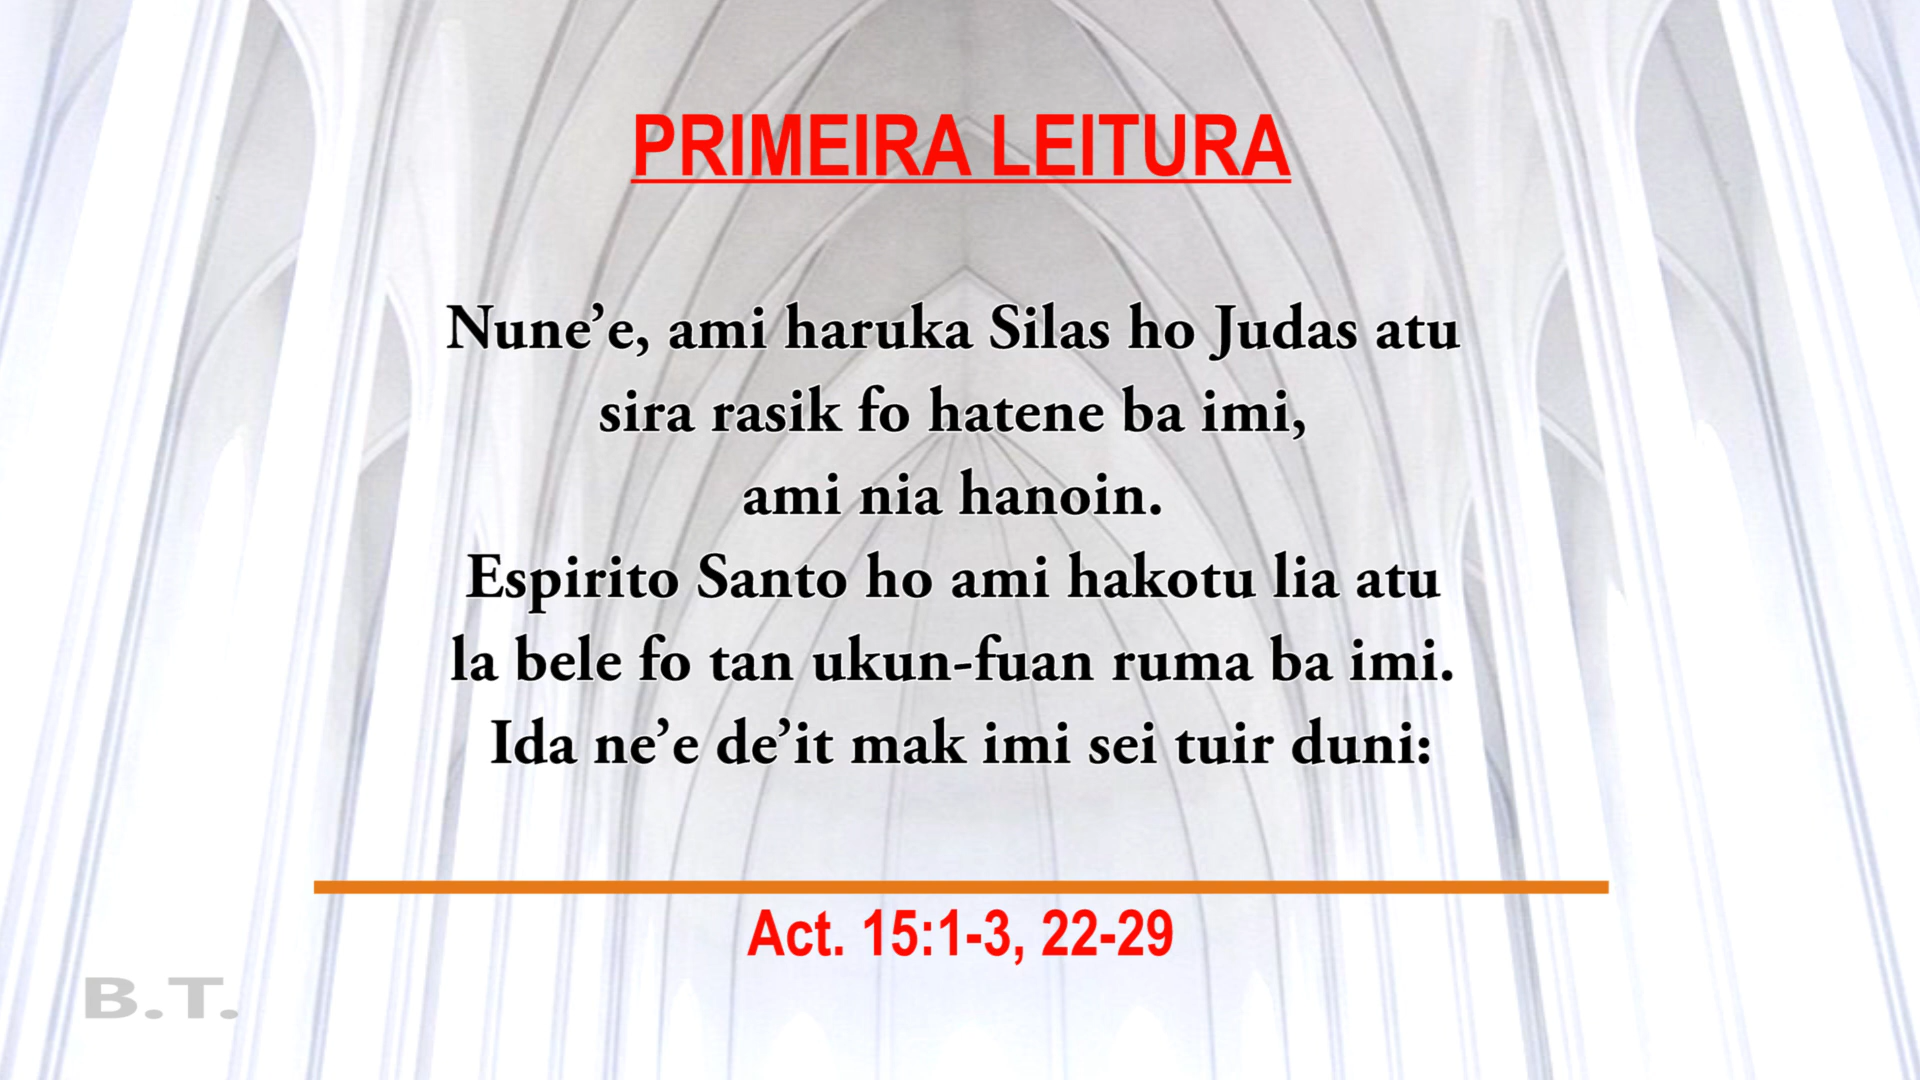 PRIMEIRA LEITURA
Nune’e, ami haruka Silas ho Judas atu
sira rasik fo hatene ba imi,
ami nia hanoin.
Espirito Santo ho ami hakotu lia atu
la bele fo tan ukun-fuan ruma ba imi.
Ida ne’e de’it mak imi sei tuir duni:
Act. 15:1-3, 22-29
B.T.